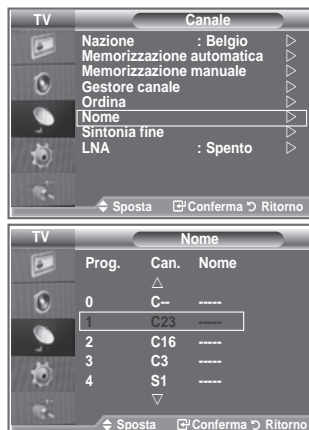 TV Canale
Nazione : Belgio
Memorizzazione automatica
Memorizzazione manuale
Gestore canale
Ordina
Nome
Sintonia fine
LNA : Spento
Sposta Conferma Ritorno
TV Nome
Prog. Can. Nome
0 C-- -----
1 C23 -----
2 C16 -----
3 C3 -----
4 S1 -----
Sposta Conferma Ritorno